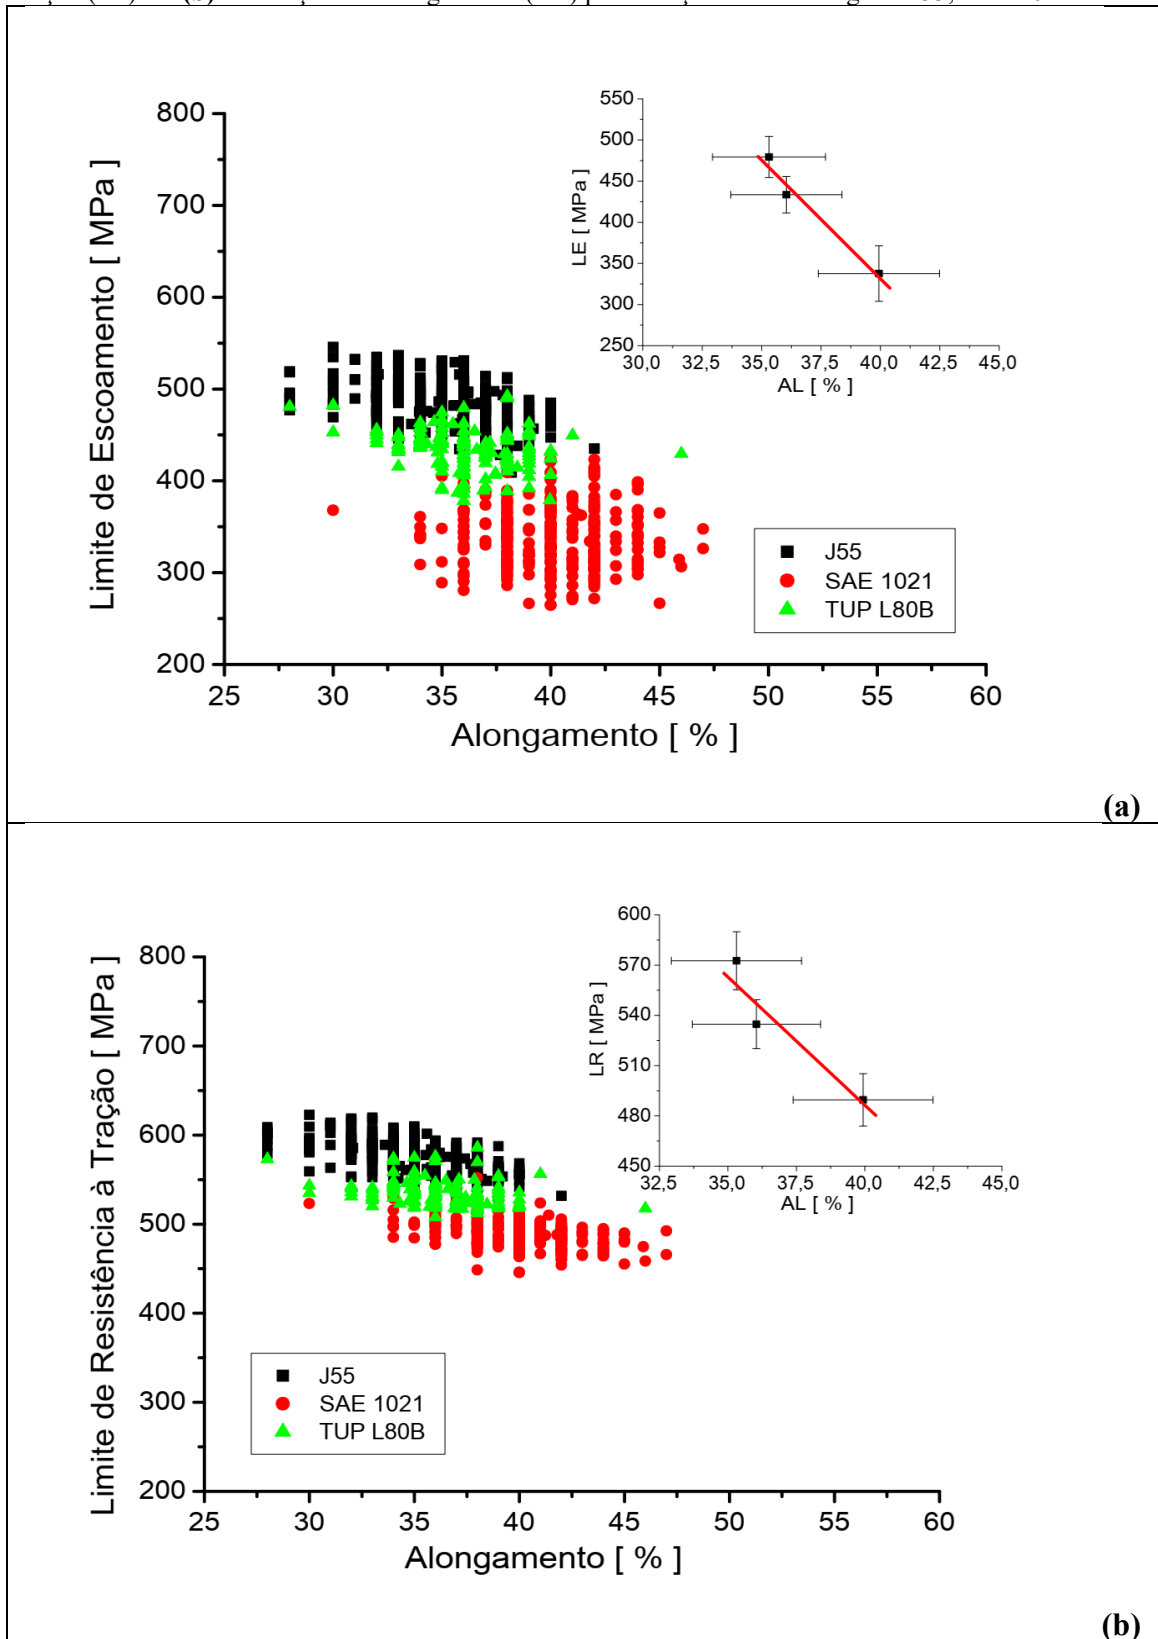 (b)
800
700
600
500
400
300
200
Limite de Escoamento [ MPa ]
25 30 35 40 45 50 55 60
Alongamento [ % ]
550
500
450
400
350
300
250
LE [ MPa ]
30,0 32,5 35,0 37,5 40,0 42,5 45,0
AL [ % ]
J55
SAE 1021
TUP L80B
(a)
800
700
600
500
400
300
200
Limite de Resistência à Tração [ MPa ]
25 30 35 40 45 50 55 60
Alongamento [ % ]
600
570
540
510
480
450
LR [ MPa ]
32,5 35,0 37,5 40,0 42,5 45,0
AL [ % ]
J55
SAE 1021
TUP L80B
(b)